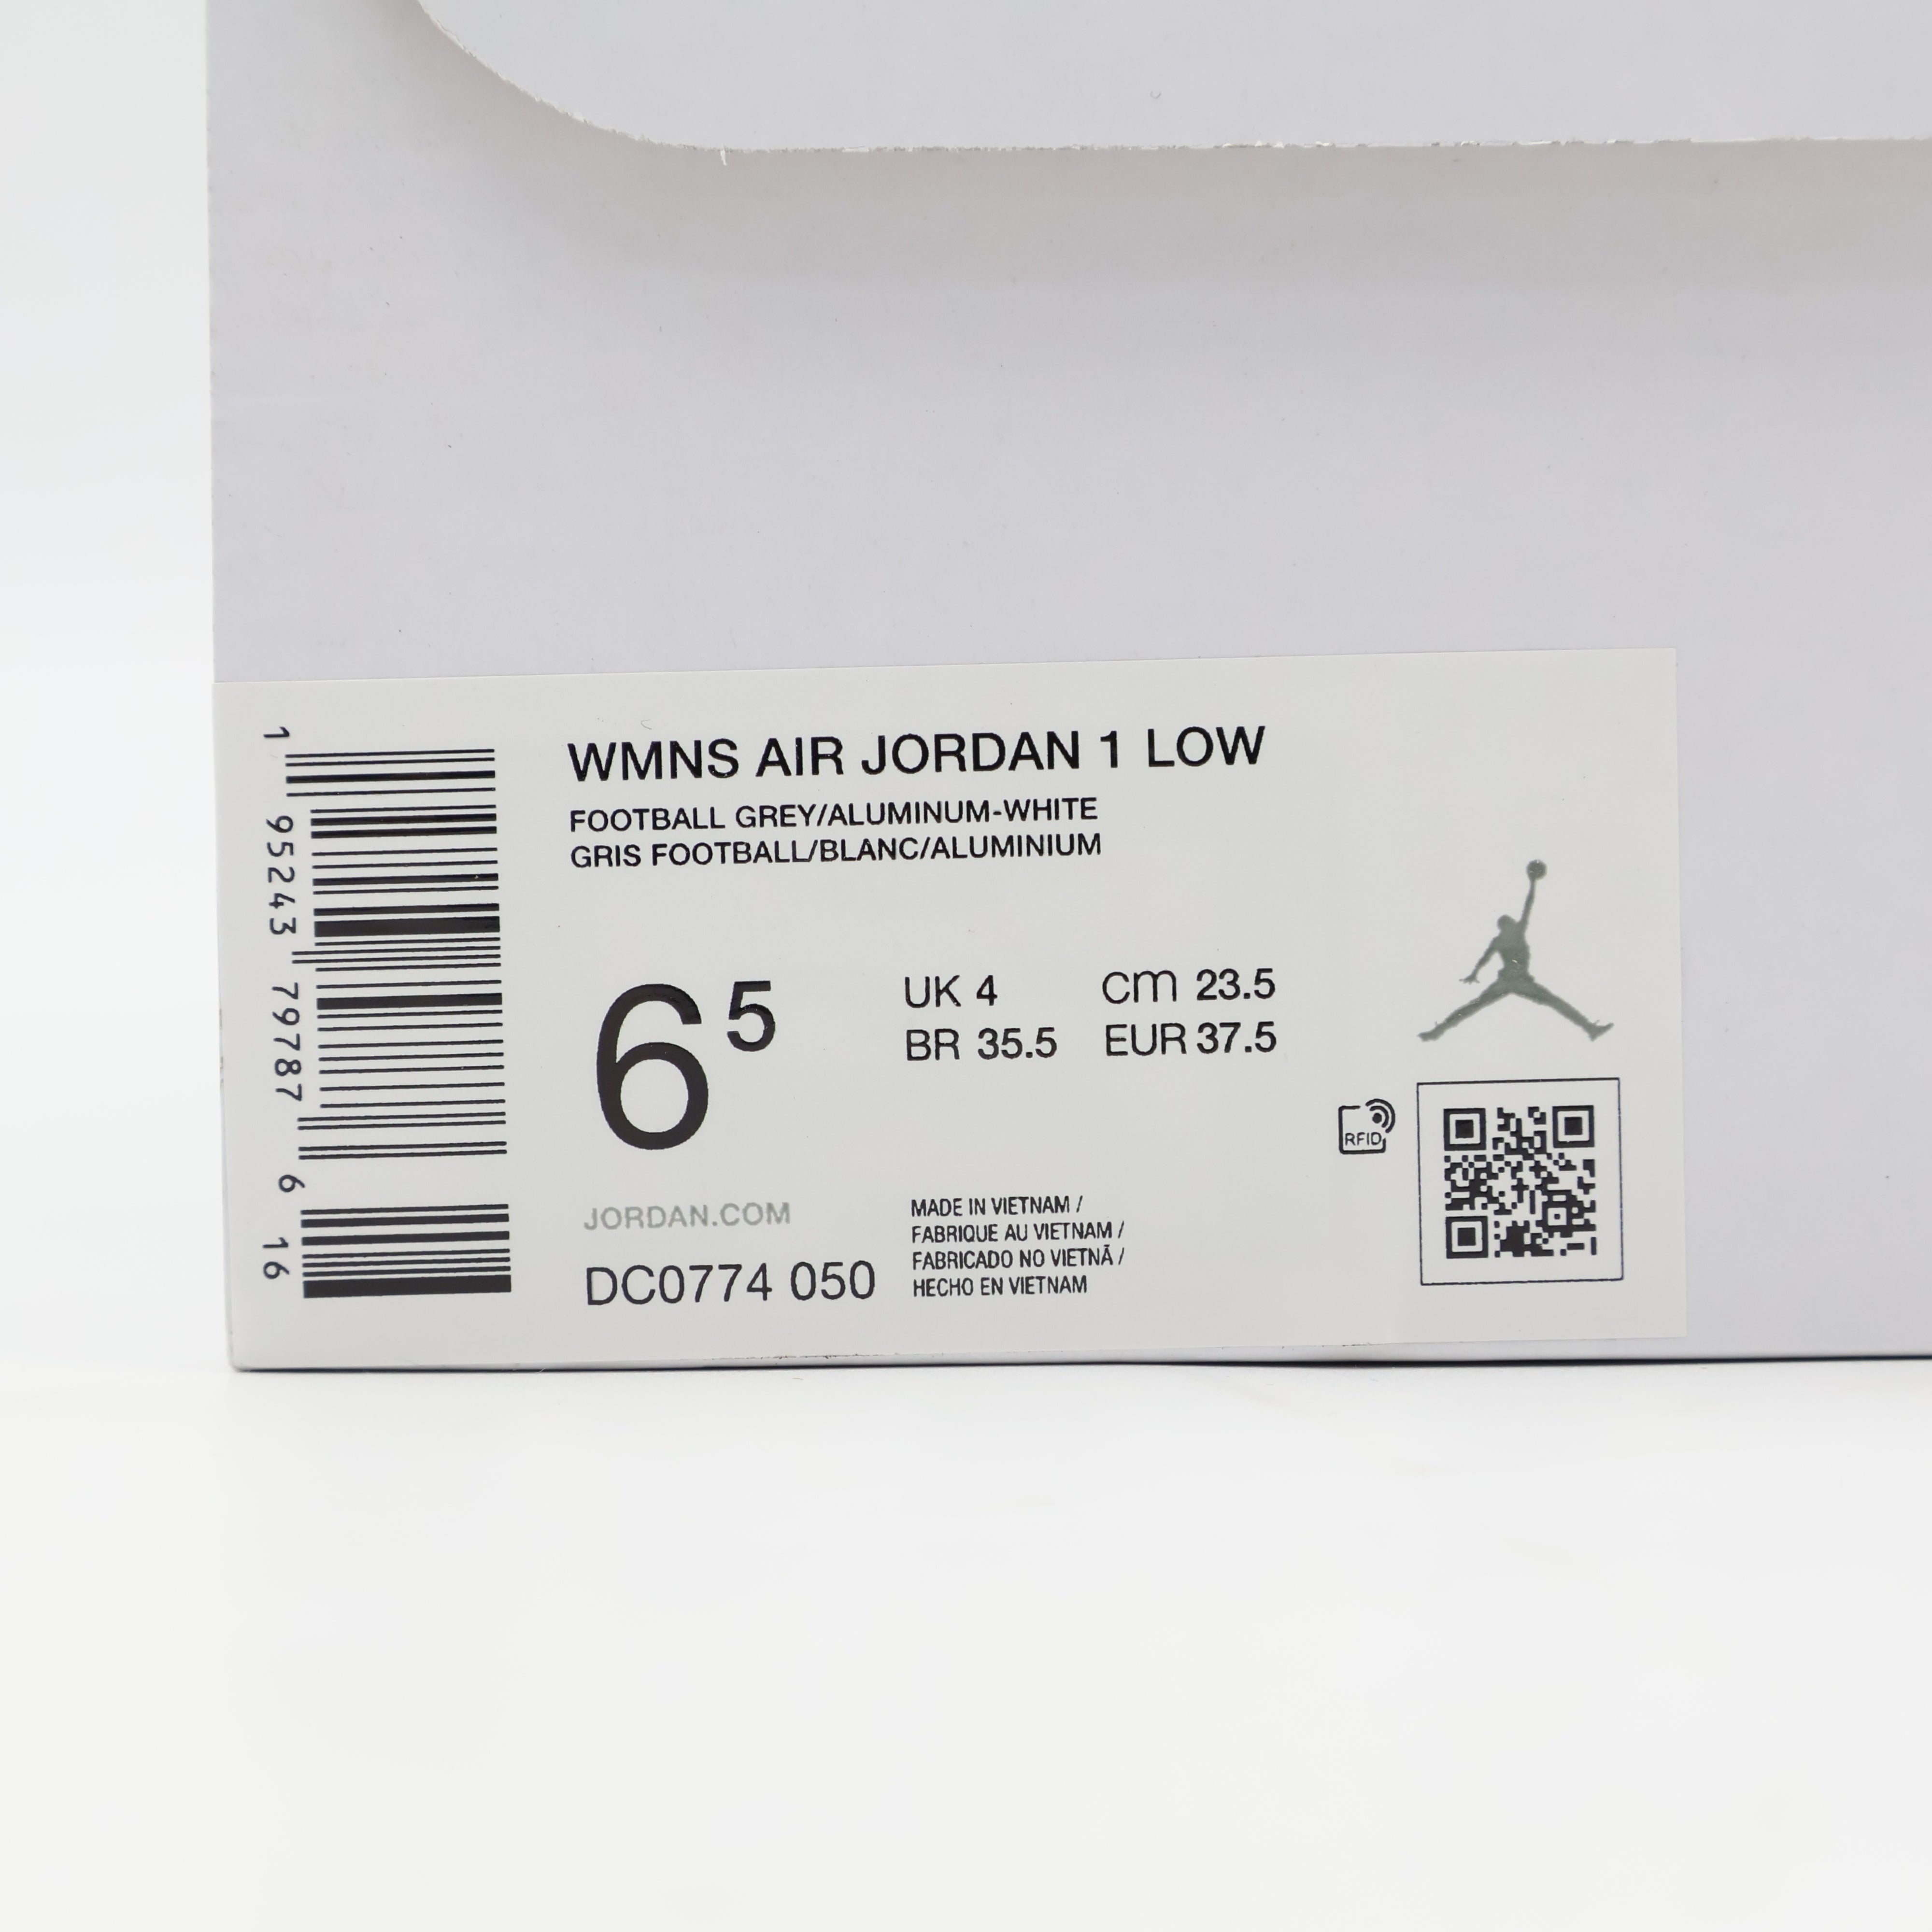 WMNS AIR JORDAN 1 LOW
FOOTBALL GREY/ALUMINUM-WHITE
GRIS FOOTBALL/BLANC/ALUMINIUM
6 5
UK 4 cm 23.5
BR 35.5 EUR 37.5
RFID
JORDAN.COM
DC0774 050
MADE IN VIETNAM /
FABRIQUE AU VIETNAM /
FABRICADO NO VIETNÃ /
HECHO EN VIETNAM
1 95243 79787 6 16